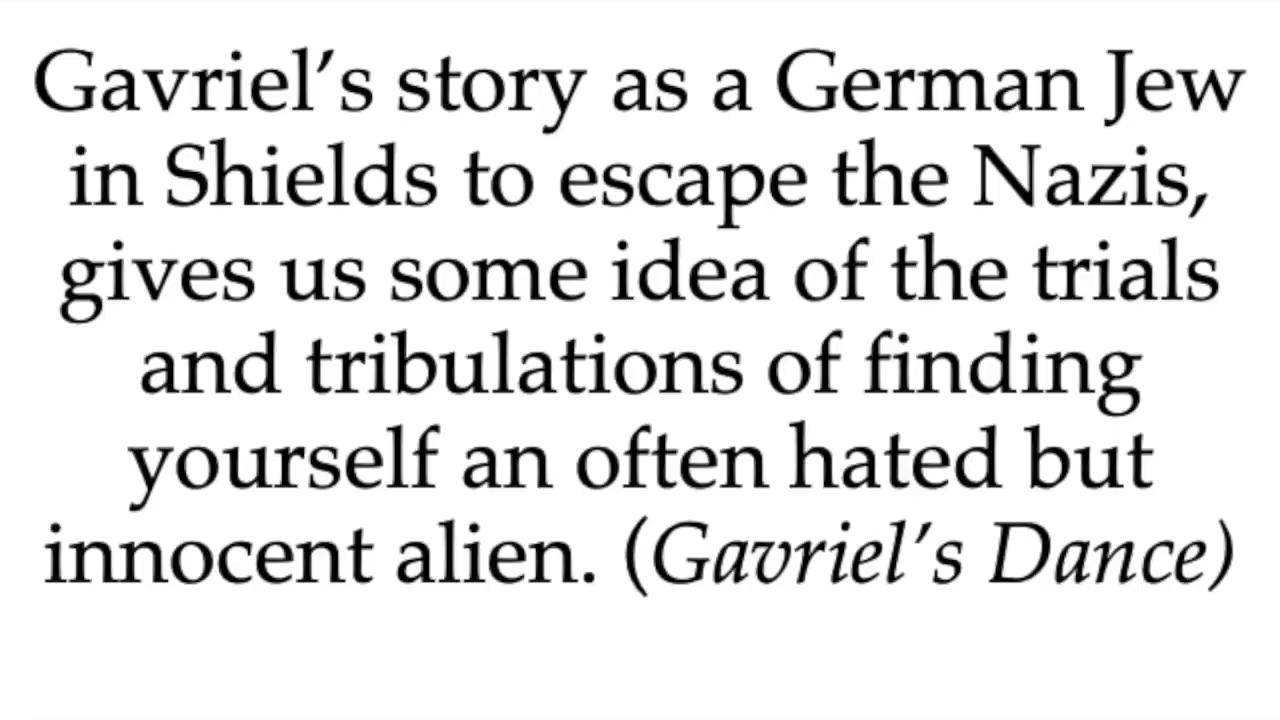 Gavriel’s story as a German Jew
in Shields to escape the Nazis,
gives us some idea of the trials
and tribulations of finding
yourself an often hated but
innocent alien. (Gavriel’s Dance)